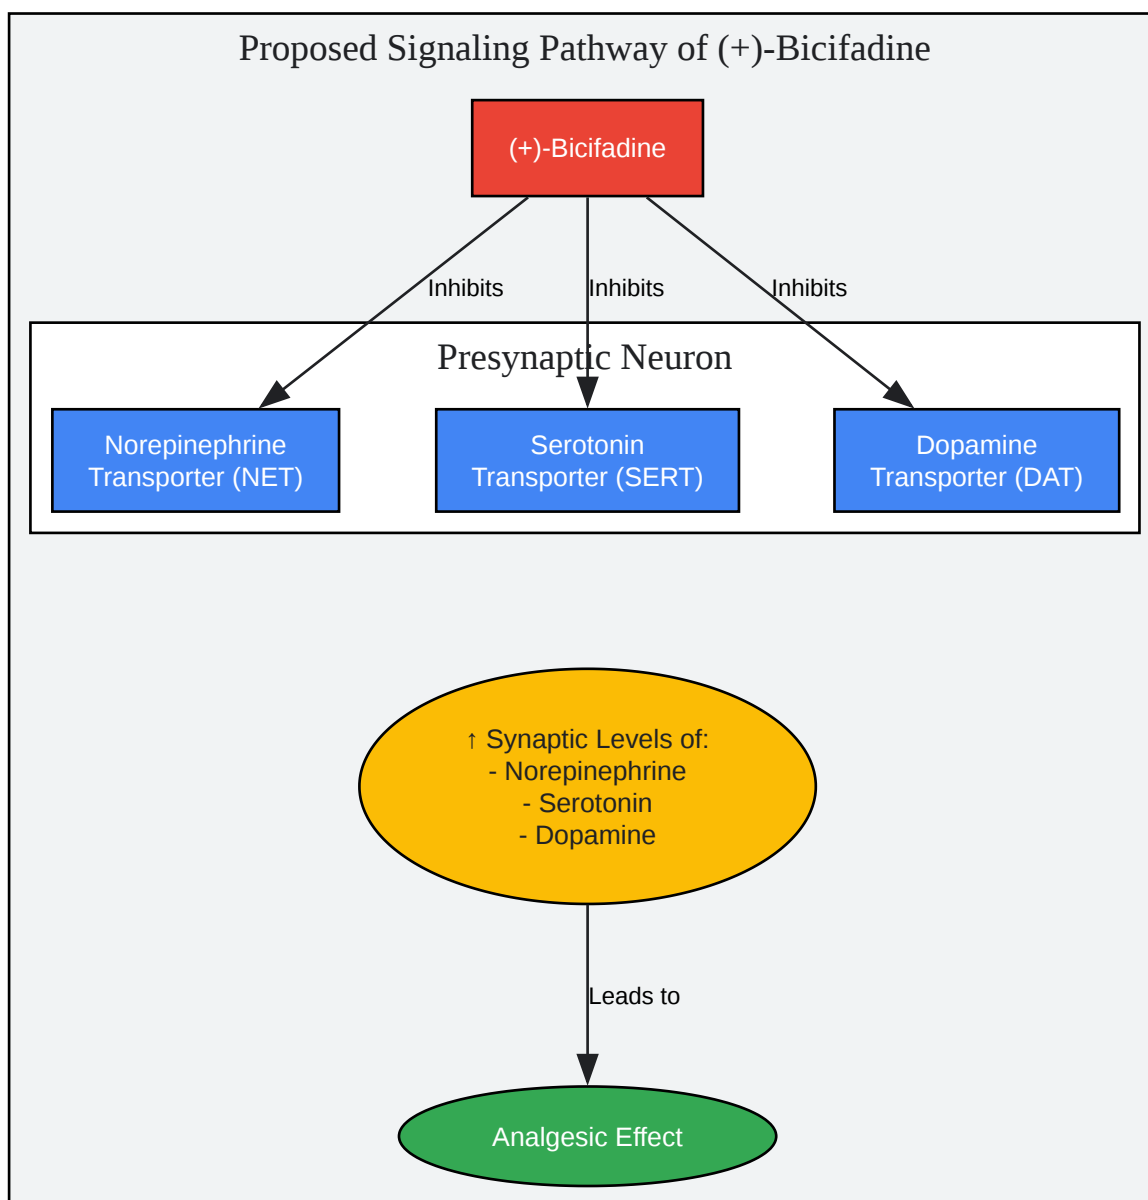 Proposed Signaling Pathway of (+)-Bicifadine
(+)-Bicifadine
Inhibits
Inhibits
Inhibits
Presynaptic Neuron
Norepinephrine
Transporter (NET)
Serotonin
Transporter (SERT)
Dopamine
Transporter (DAT)
↑ Synaptic Levels of:
- Norepinephrine
- Serotonin
- Dopamine
Leads to
Analgesic Effect